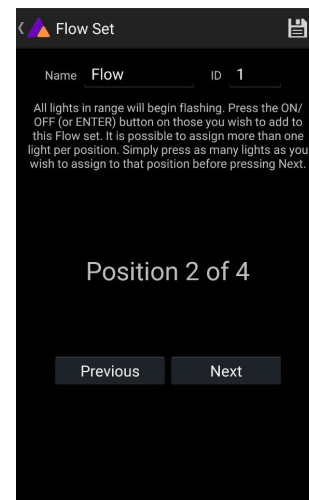 Flow Set
Name Flow ID 1
All lights in range will begin flashing. Press the ON/
OFF (or ENTER) button on those you wish to add to
this Flow set. It is possible to assign more than one
light per position. Simply press as many lights as you
wish to assign to that position before pressing Next.
Position 2 of 4
Previous Next